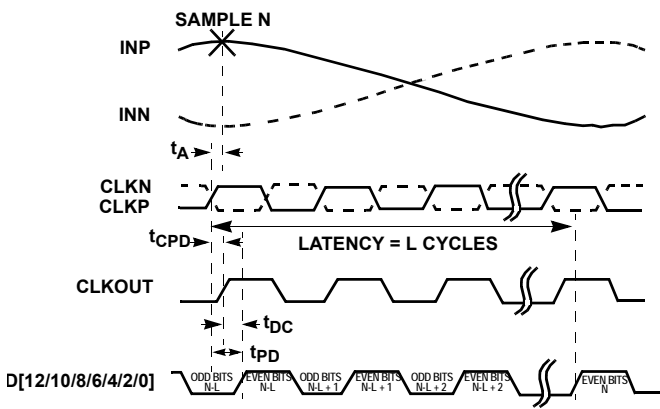 SAMPLE N
INP
INN
tA
CLKN
CLKP
tCPD
LATENCY = L CYCLES
CLKOUT
tDC
tPD
D[12/10/8/6/4/2/0]
ODD BITS
N-L
EVEN BITS
N-L
ODD BITS
N-L + 1
EVEN BITS
N-L + 1
ODD BITS
N-L + 2
EVEN BITS
N-L + 2
EVEN BITS
N